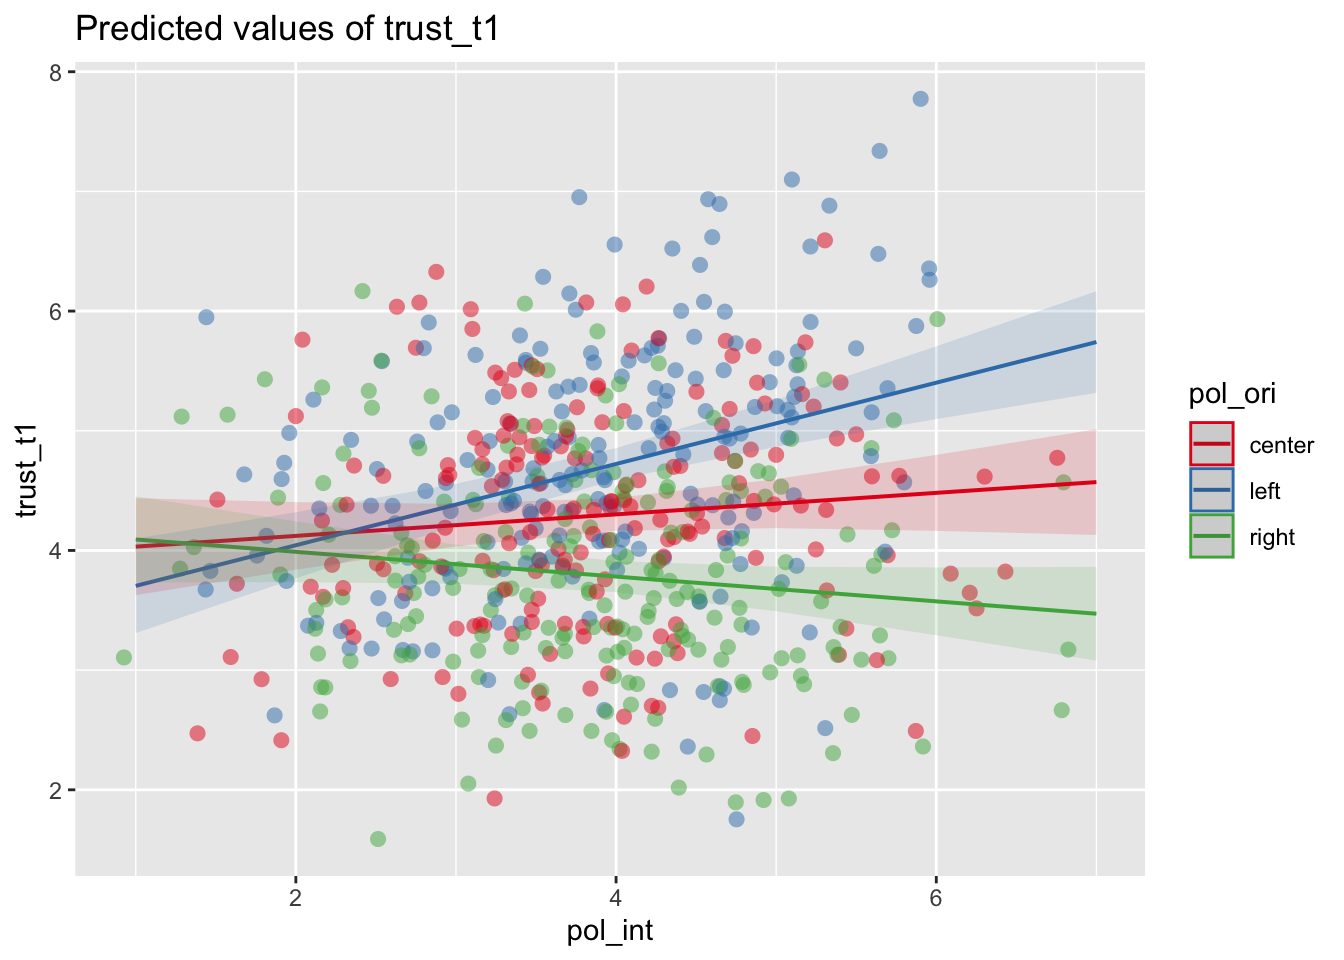 Predicted values of trust_t1
8
6
4
2
trust_t1
2
4
6
pol_int
pol_ori
center
left
right